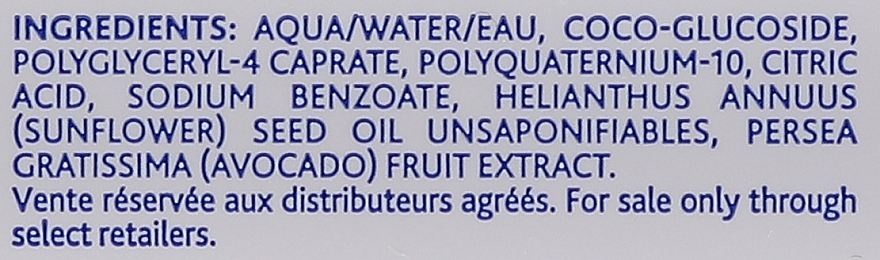 INGREDIENTS: AQUA/WATER/EAU, COCO-GLUCOSIDE,
POLYGLYCERYL-4 CAPRATE, POLYQUATERNIUM-10, CITRIC
ACID, SODIUM BENZOATE, HELIANTHUS ANNUUS
(SUNFLOWER) SEED OIL UNSAPONIFIABLES, PERSEA
GRATISSIMA (AVOCADO) FRUIT EXTRACT.
Vente réservée aux distributeurs agréés. For sale only through
select retailers.